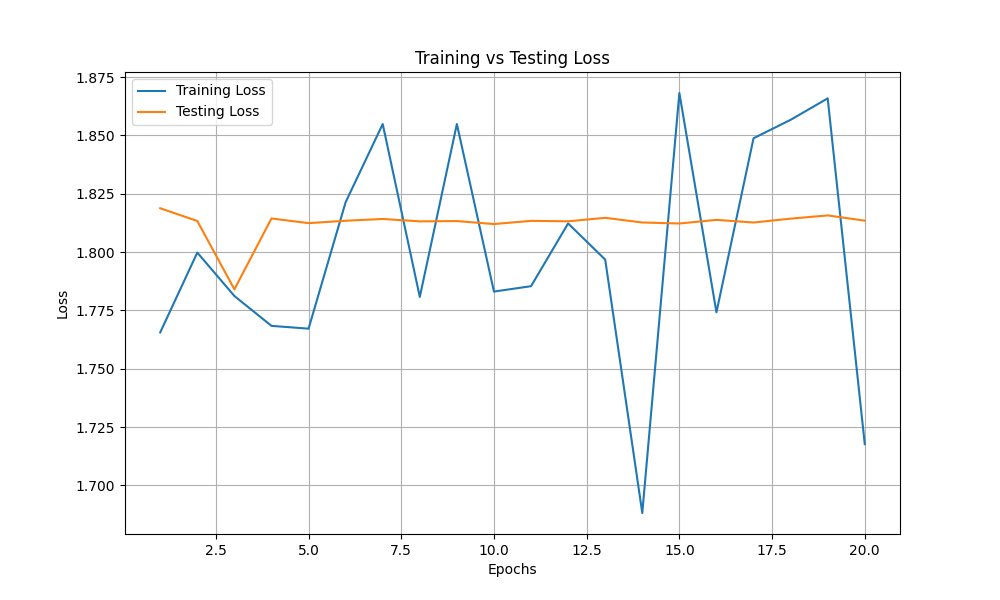 Training vs Testing Loss
Training Loss
Testing Loss
1.875
1.850
1.825
1.800
1.775
1.750
1.725
1.700
Loss
2.5 5.0 7.5 10.0 12.5 15.0 17.5 20.0
Epochs